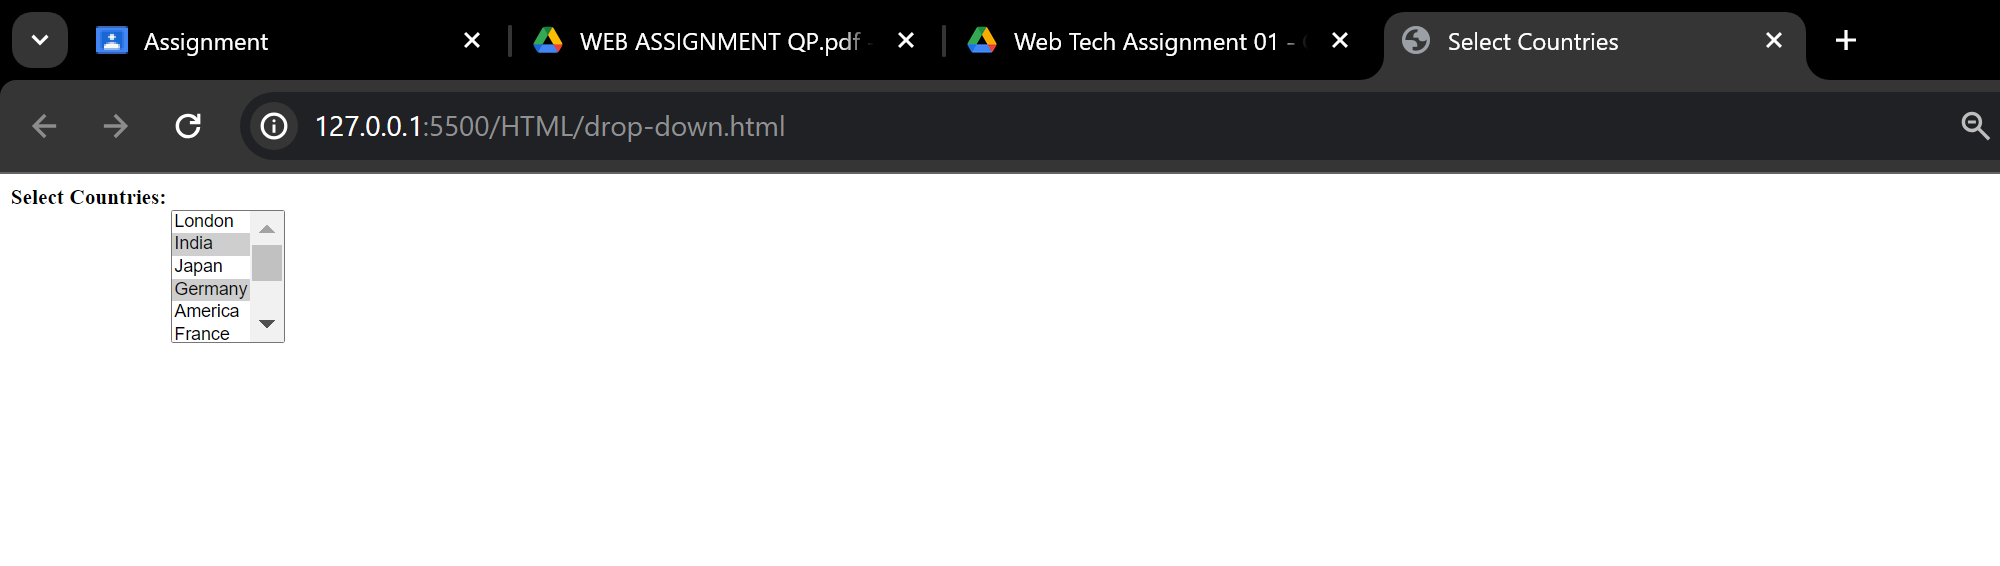 Assignment
WEB ASSIGNMENT QP.pdf -
Web Tech Assignment 01 -
Select Countries
127.0.0.1:5500/HTML/drop-down.html
Select Countries:
London
India
Japan
Germany
America
France